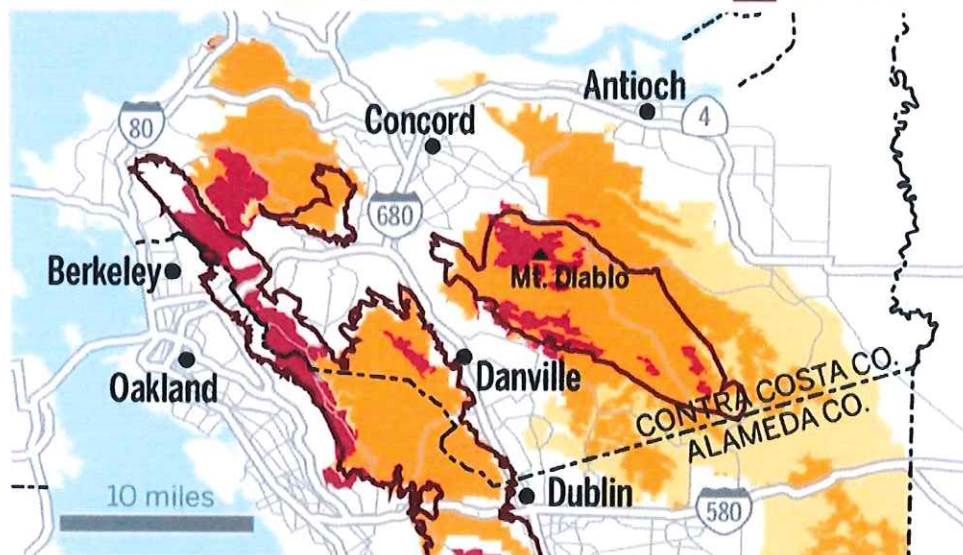 Antioch
4
80
Concord
680
Berkeley
Mt. Diablo
Oakland
Danville
CONTRA COSTA CO.
ALAMEDA CO.
10 miles
Dublin
580